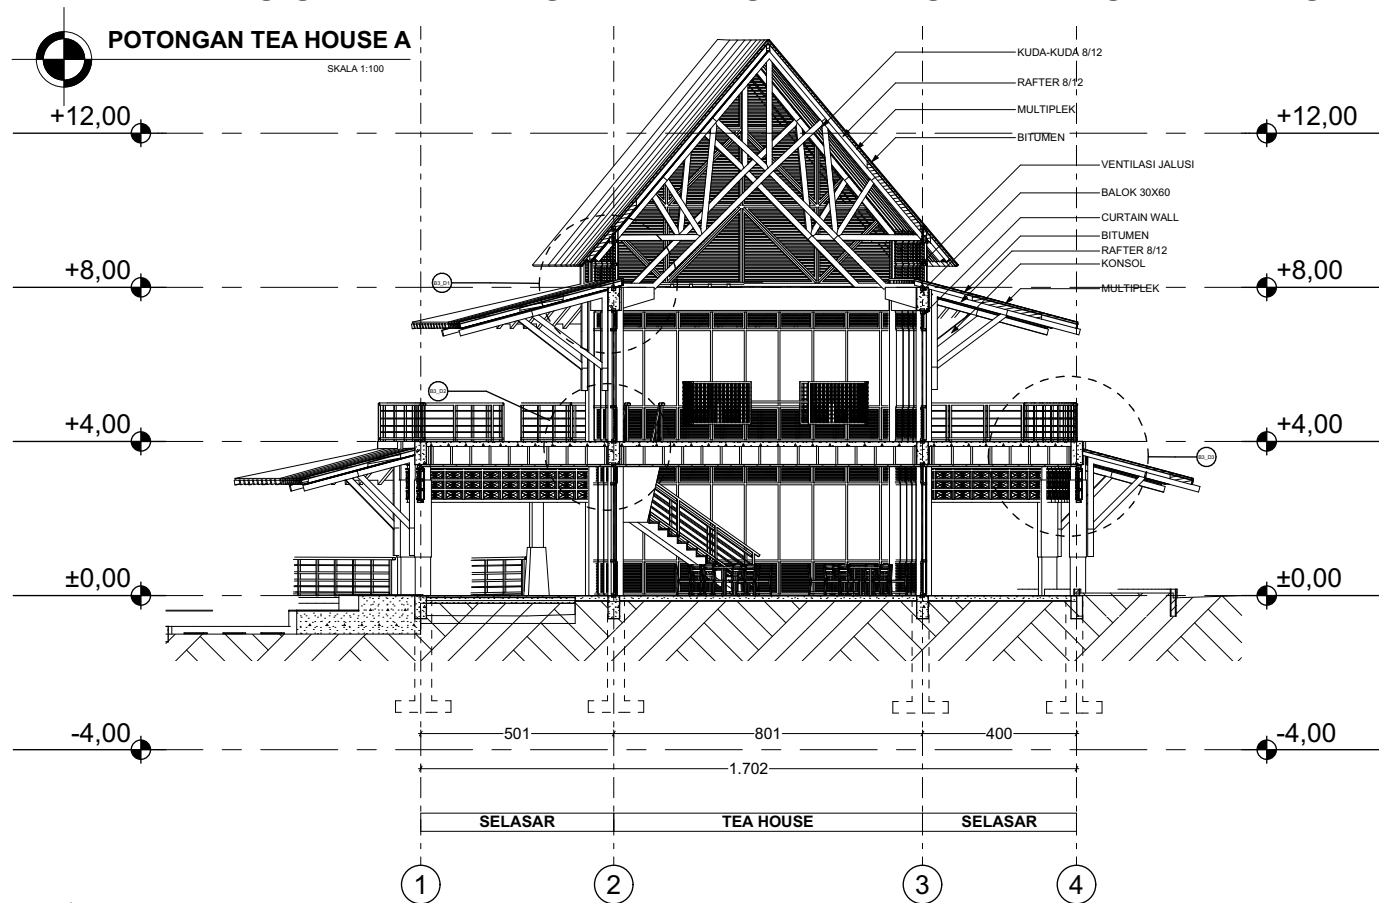 POTONGAN TEA HOUSE A
SKALA 1:100
+12,00
+12,00
KUDA-KUDA 8/12
RAFTER 8/12
MULTIPLEK
BITUMEN
VENTILASI JALUSI
BALOK 30X60
CURTAIN WALL
BITUMEN
RAFTER 8/12
KONSOL
MULTIPLEK
+8,00
+8,00
B3_D1
B3_D2
+4,00
+4,00
B3_D3
±0,00
±0,00
-4,00
-4,00
501
801
400
1.702
SELASAR
TEA HOUSE
SELASAR
1
2
3
4